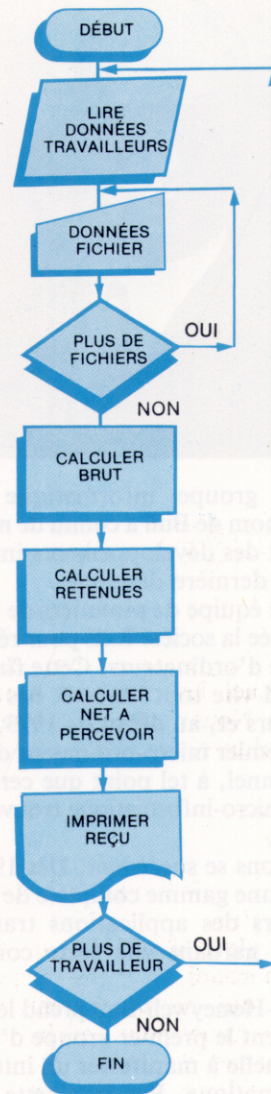 DÉBUT
LIRE
DONNÉES
TRAVAILLEURS
DONNÉES
FICHIER
PLUS DE
FICHIERS
OUI
NON
CALCULER
BRUT
CALCULER
RETENUES
CALCULER
NET A
PERCEVOIR
IMPRIMER
REÇU
PLUS DE
TRAVAILLEUR
OUI
NON
FIN